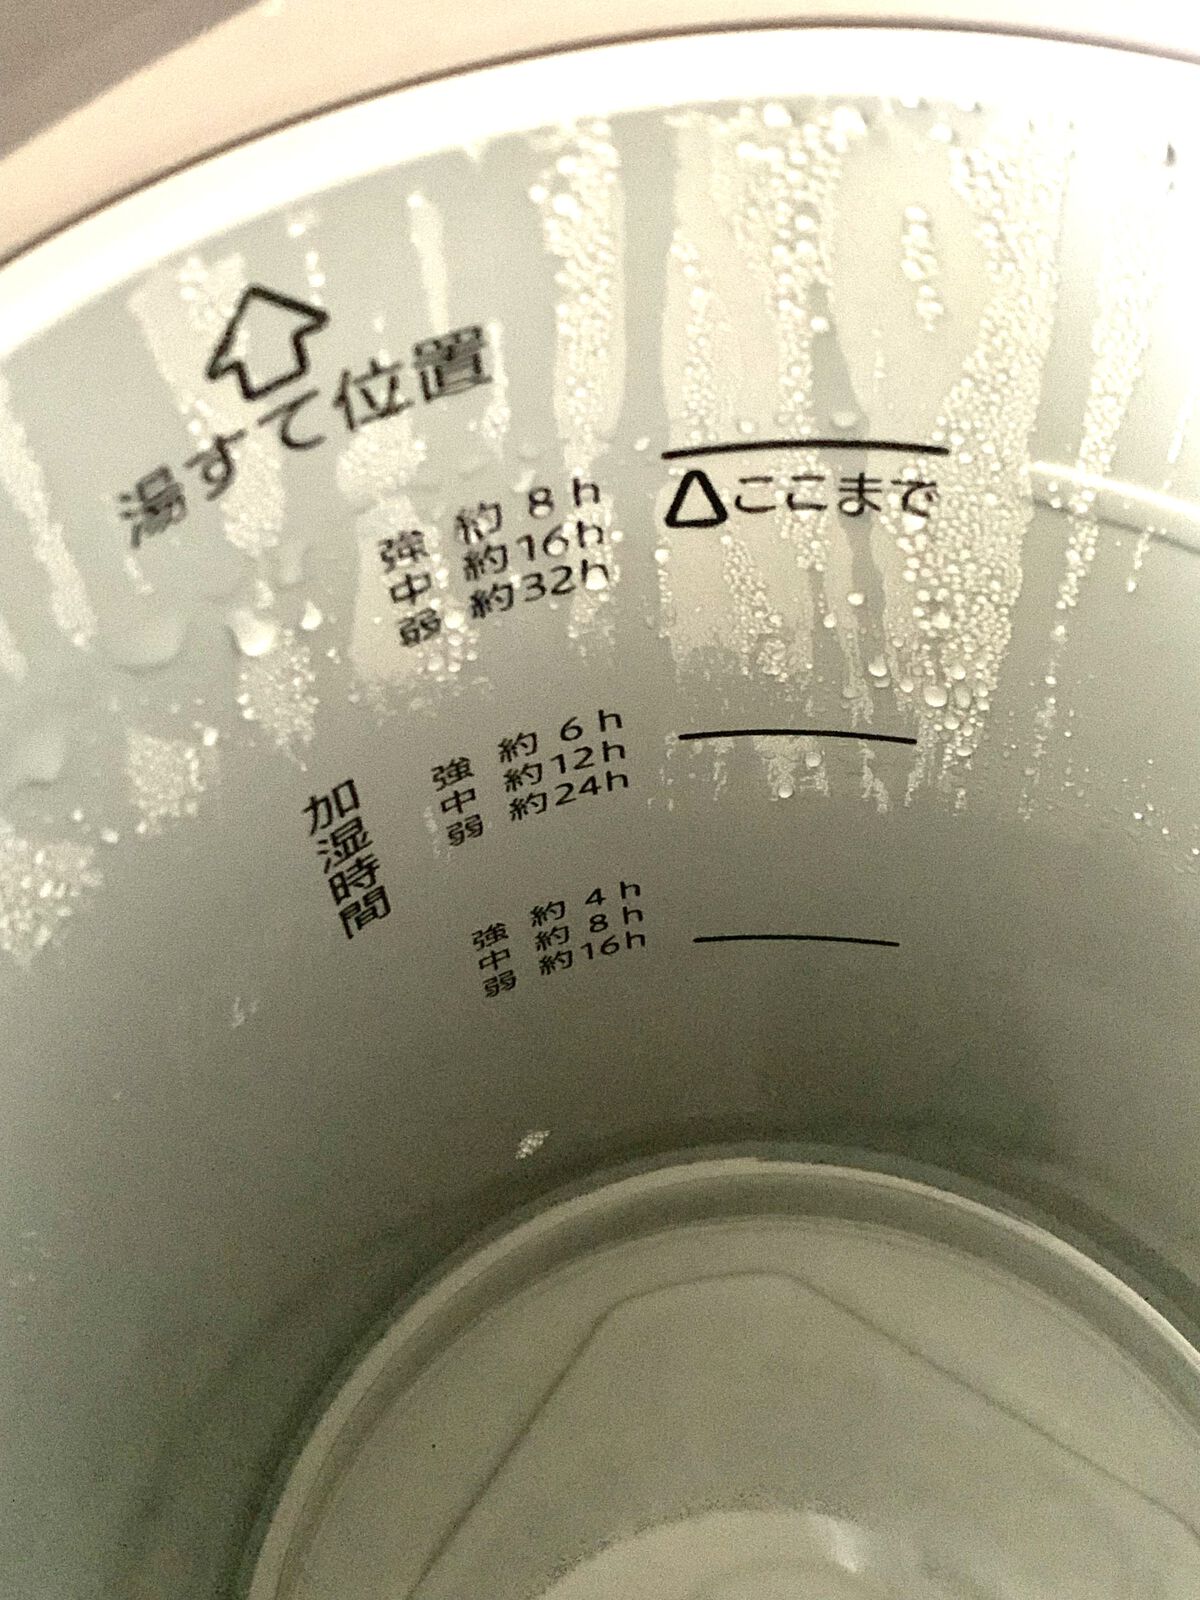 湯すて位置
△ここまで
強 約 8 h
中 約16h
弱 約32h
加湿時間
強 約 6 h
中 約12h
弱 約24h
強 約 4 h
中 約 8 h
弱 約16h